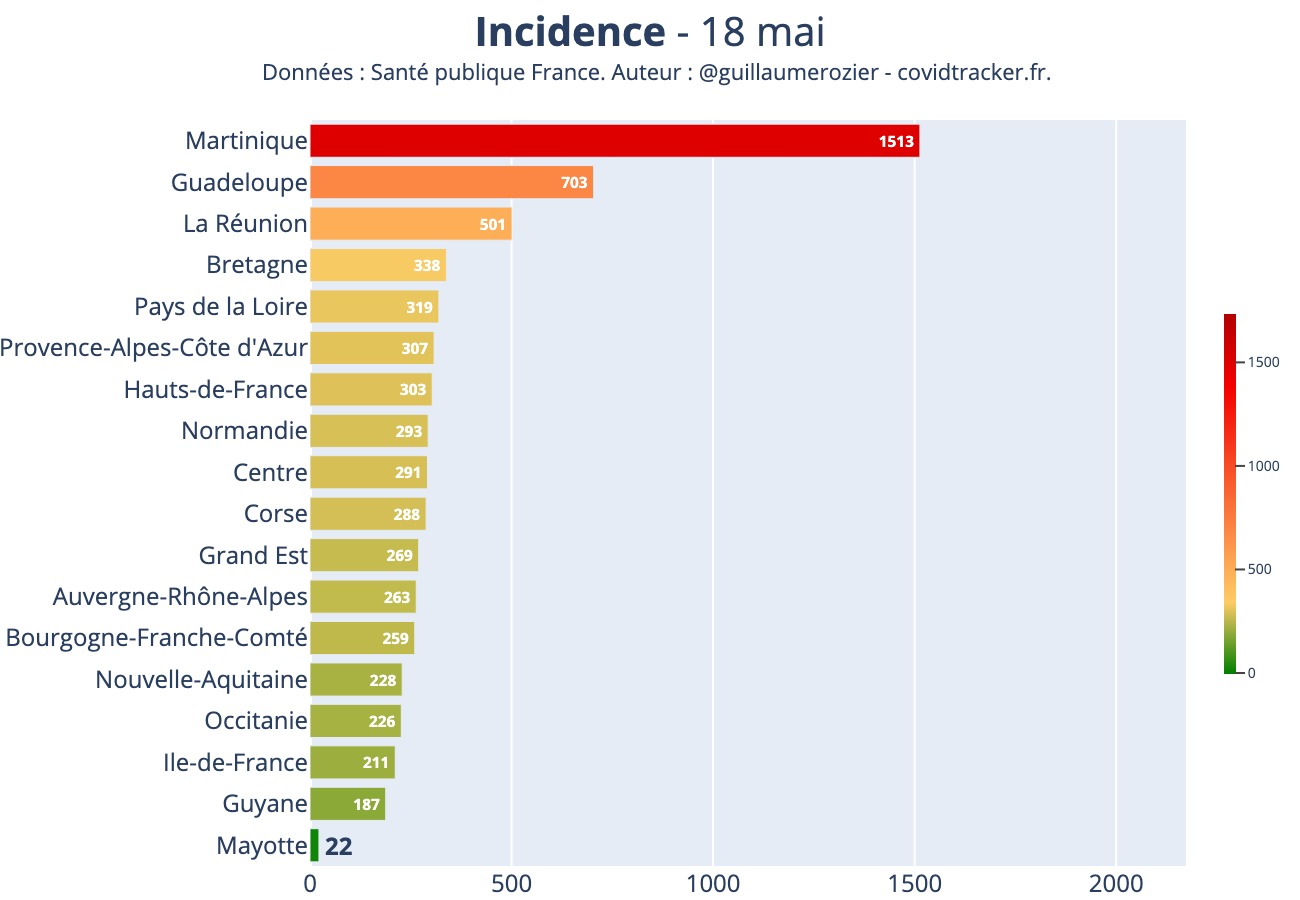 Incidence - 18 mai
Données : Santé publique France. Auteur : @guillaumerozier - covidtracker.fr.
Martinique 1513
Guadeloupe 703
La Réunion 501
Bretagne 338
Pays de la Loire 319
Provence-Alpes-Côte d'Azur 307
Hauts-de-France 303
Normandie 293
Centre 291
Corse 288
Grand Est 269
Auvergne-Rhône-Alpes 263
Bourgogne-Franche-Comté 259
Nouvelle-Aquitaine 228
Occitanie 226
Ile-de-France 211
Guyane 187
Mayotte 22
0 500 1000 1500 2000
1500
1000
500
0